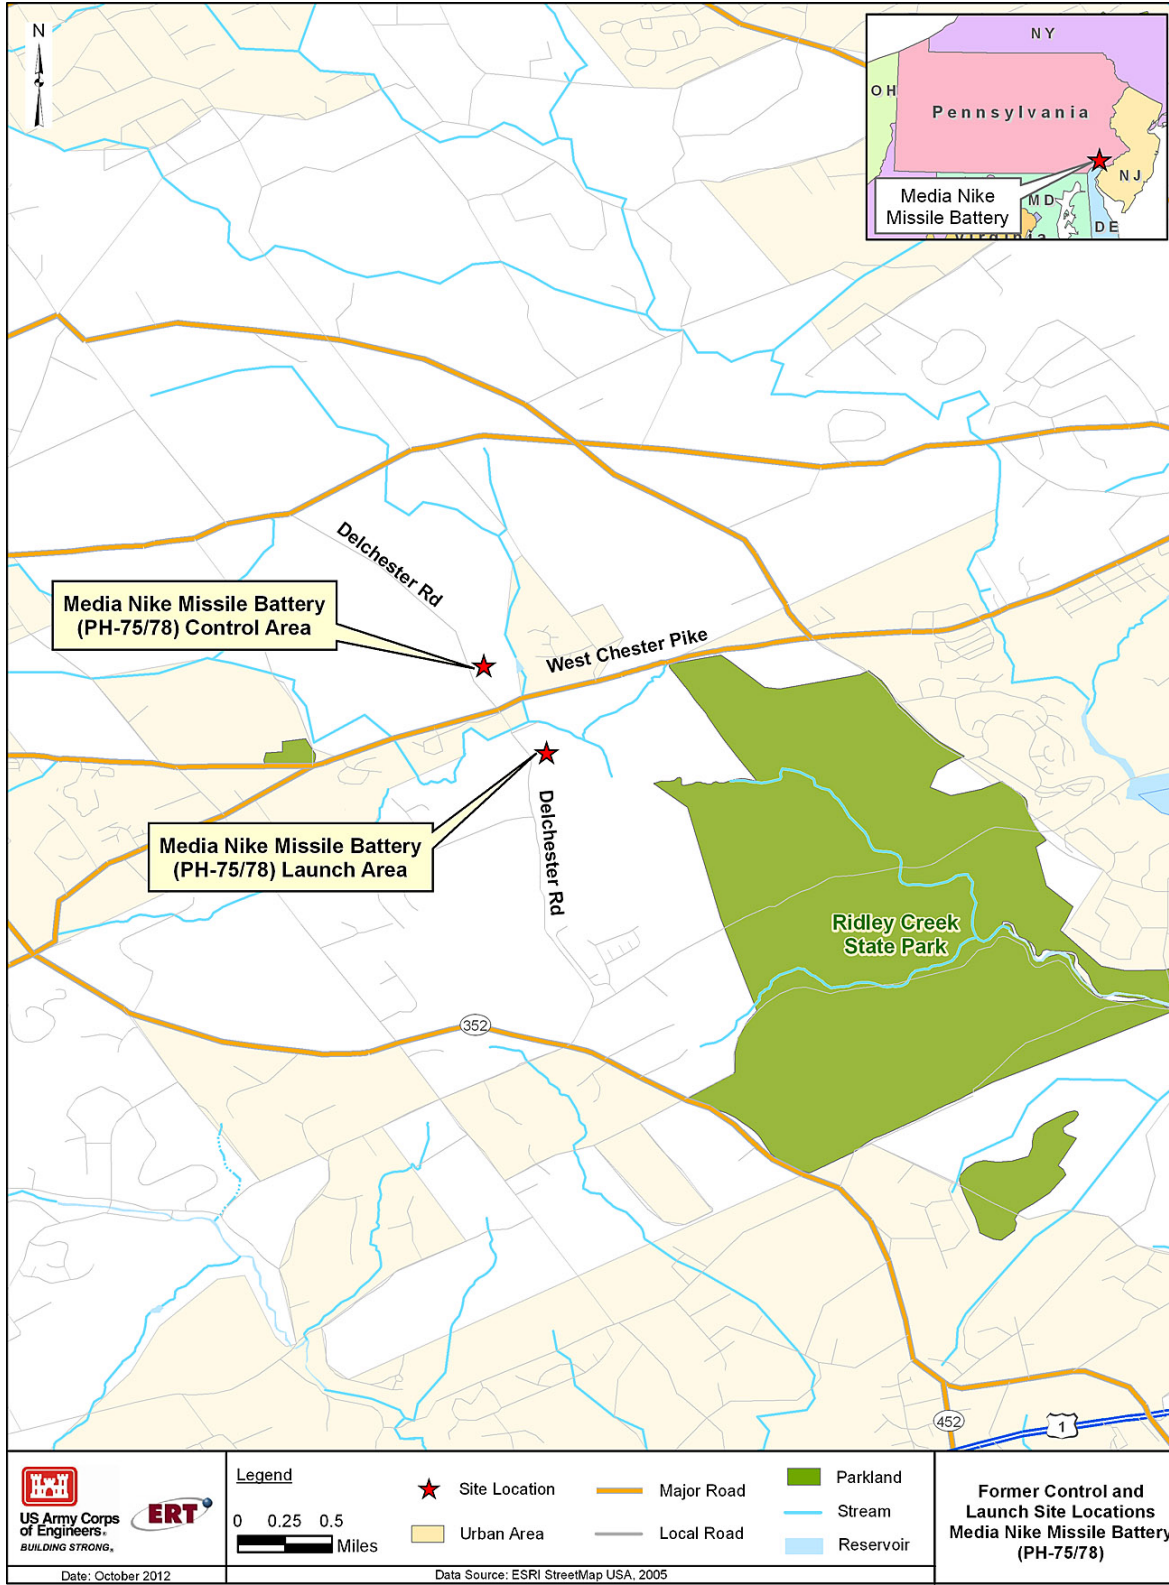 N
NY
OH
Pennsylvania
NJ
MD
DE
Virginia
Media Nike
Missile Battery
Delchester Rd
Media Nike Missile Battery
(PH-75/78) Control Area
West Chester Pike
Media Nike Missile Battery
(PH-75/78) Launch Area
Delchester Rd
Ridley Creek
State Park
352
452
1
US Army Corps
of Engineers®
BUILDING STRONG®
ERT
Date: October 2012
Legend
0 0.25 0.5
Miles
Site Location
Urban Area
Major Road
Local Road
Parkland
Stream
Reservoir
Data Source: ESRI StreetMap USA, 2005
Former Control and
Launch Site Locations
Media Nike Missile Battery
(PH-75/78)